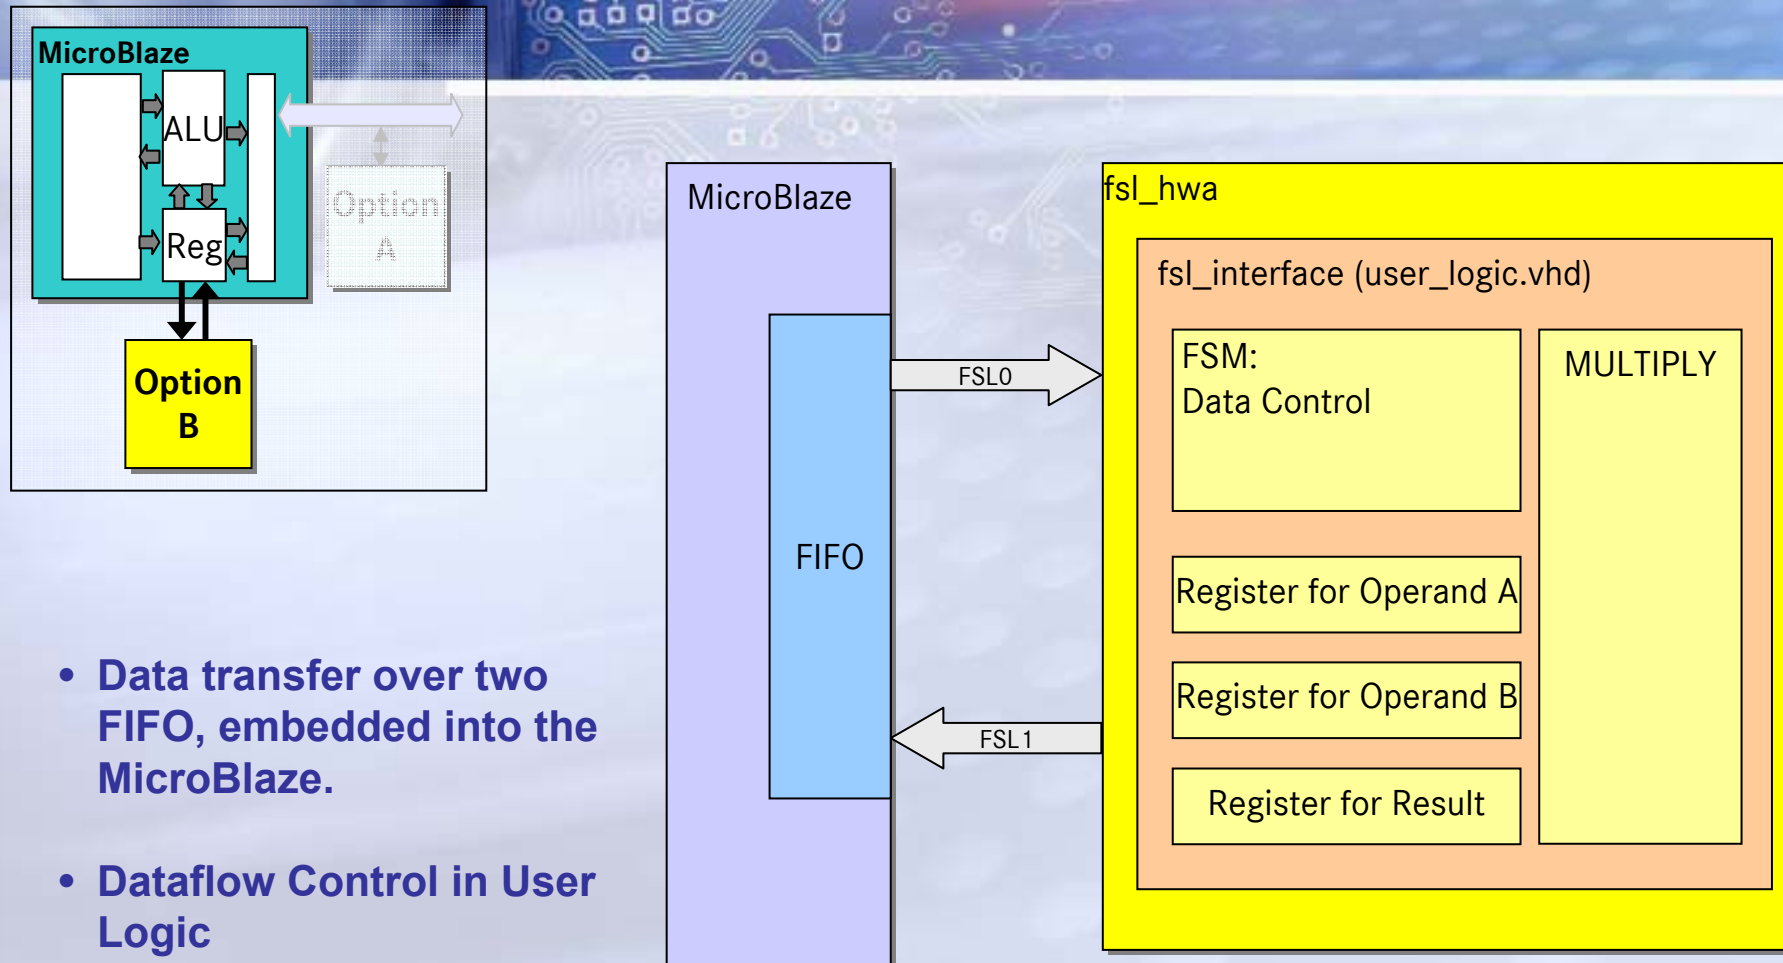 MicroBlaze
ALU
Reg
Option
A
Option
B
• Data transfer over two
FIFO, embedded into the
MicroBlaze.
• Dataflow Control in User
Logic
MicroBlaze
FIFO
FSL0
FSL1
fsl_hwa
fsl_interface (user_logic.vhd)
FSM:
Data Control
MULTIPLY
Register for Operand A
Register for Operand B
Register for Result